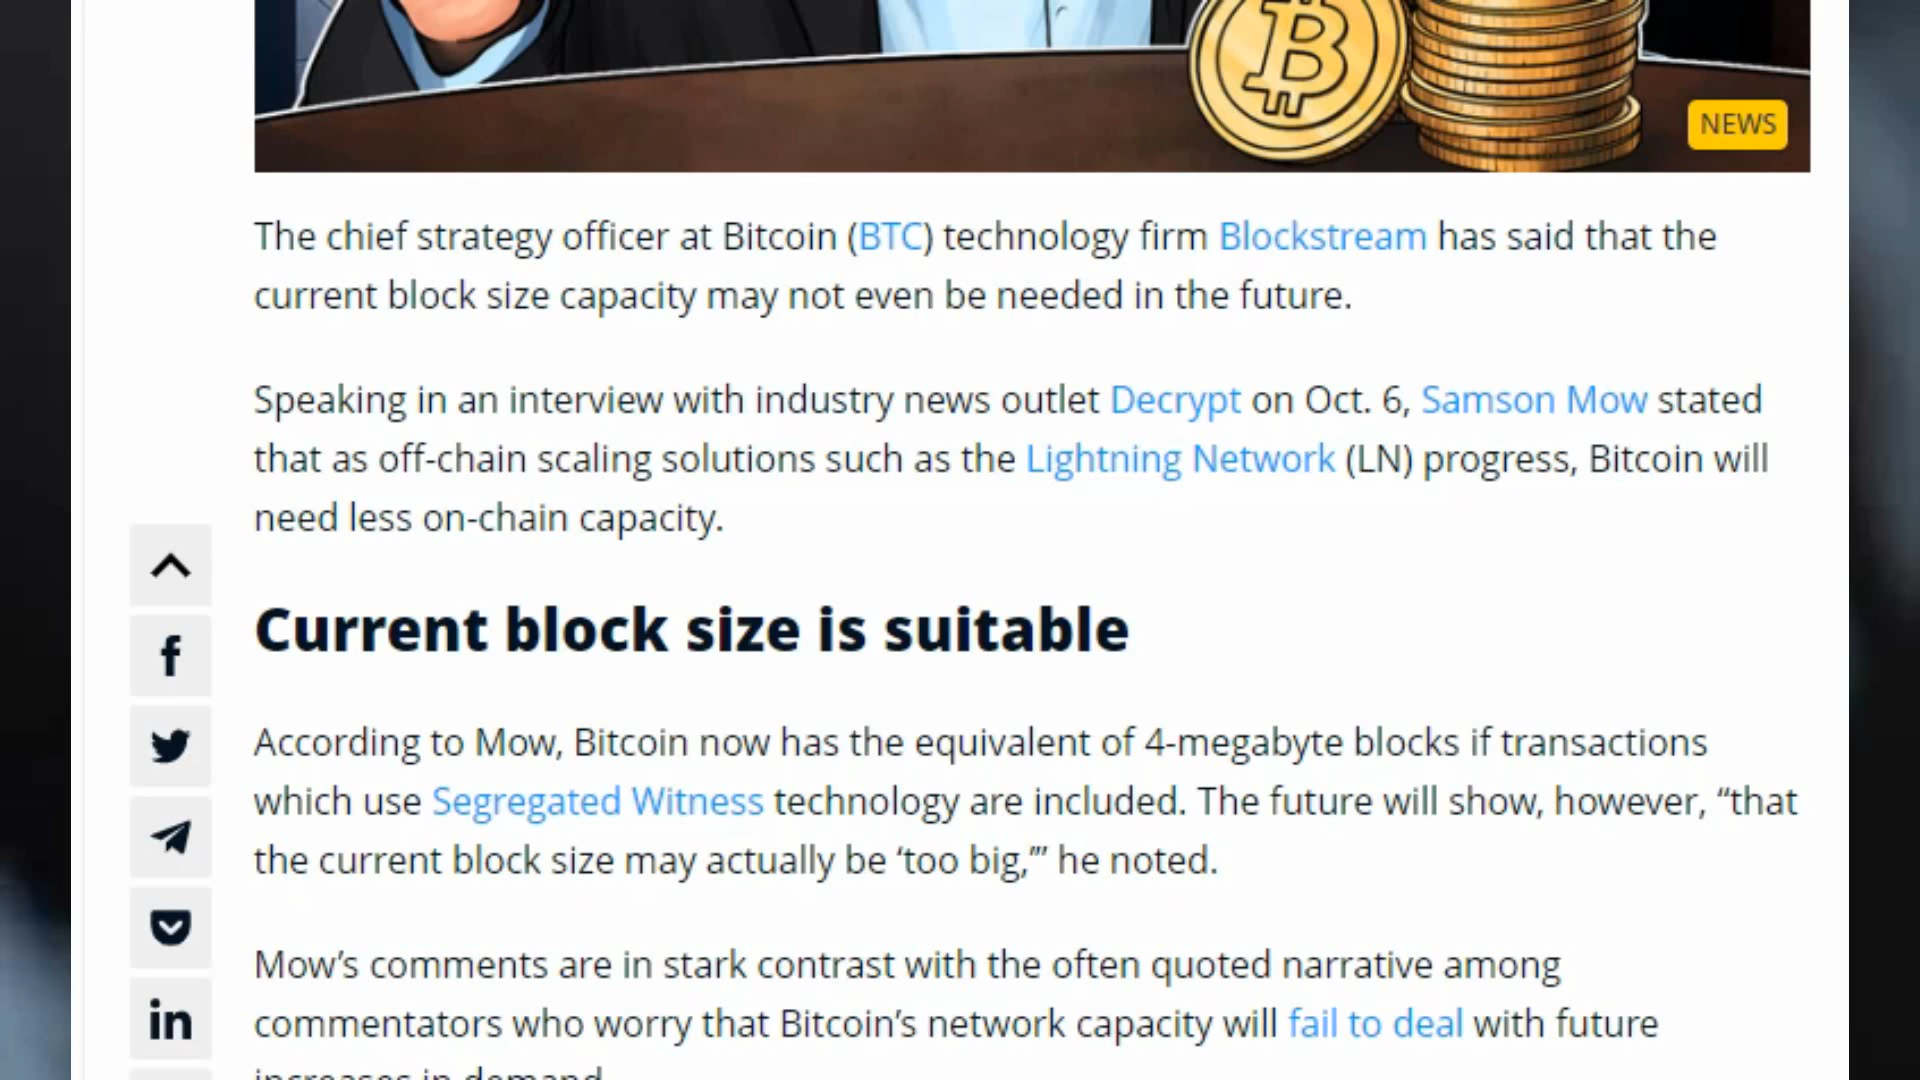 NEWS
The chief strategy officer at Bitcoin (BTC) technology firm Blockstream has said that the
current block size capacity may not even be needed in the future.
Speaking in an interview with industry news outlet Decrypt on Oct. 6, Samson Mow stated
that as off-chain scaling solutions such as the Lightning Network (LN) progress, Bitcoin will
need less on-chain capacity.
Current block size is suitable
According to Mow, Bitcoin now has the equivalent of 4-megabyte blocks if transactions
which use Segregated Witness technology are included. The future will show, however, “that
the current block size may actually be ‘too big,’” he noted.
Mow’s comments are in stark contrast with the often quoted narrative among
commentators who worry that Bitcoin’s network capacity will fail to deal with future
increases in demand.